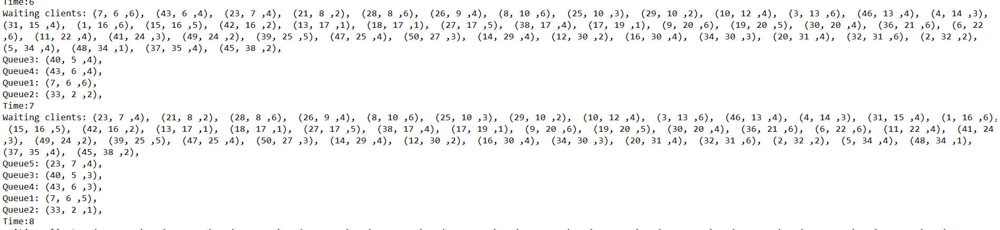 Time:6
Waiting clients: (7, 6 ,6),  (43, 6 ,4),  (23, 7 ,4),  (21, 8 ,2),  (28, 8 ,6),  (26, 9 ,4),  (8, 10 ,6),  (25, 10 ,3),  (29, 10 ,2),  (10, 12 ,4),  (3, 13 ,6),  (46, 13 ,4),  (4, 14 ,3),
(31, 15 ,4),  (1, 16 ,6),  (15, 16 ,5),  (42, 16 ,2),  (13, 17 ,1),  (18, 17 ,1),  (27, 17 ,5),  (38, 17 ,4),  (17, 19 ,1),  (9, 20 ,6),  (19, 20 ,5),  (30, 20 ,4),  (36, 21 ,6),  (6, 22
,6),  (11, 22 ,4),  (41, 24 ,3),  (49, 24 ,2),  (39, 25 ,5),  (47, 25 ,4),  (50, 27 ,3),  (14, 29 ,4),  (12, 30 ,2),  (16, 30 ,4),  (34, 30 ,3),  (20, 31 ,4),  (32, 31 ,6),  (2, 32 ,2),
(5, 34 ,4),  (48, 34 ,1),  (37, 35 ,4),  (45, 38 ,2),
Queue3: (40, 5 ,4),
Queue4: (43, 6 ,4),
Queue1: (7, 6 ,6),
Queue2: (33, 2 ,2),
Time:7
Waiting clients: (23, 7 ,4),  (21, 8 ,2),  (28, 8 ,6),  (26, 9 ,4),  (8, 10 ,6),  (25, 10 ,3),  (29, 10 ,2),  (10, 12 ,4),  (3, 13 ,6),  (46, 13 ,4),  (4, 14 ,3),  (31, 15 ,4),  (1, 16 ,6),
(15, 16 ,5),  (42, 16 ,2),  (13, 17 ,1),  (18, 17 ,1),  (27, 17 ,5),  (38, 17 ,4),  (17, 19 ,1),  (9, 20 ,6),  (19, 20 ,5),  (30, 20 ,4),  (36, 21 ,6),  (6, 22 ,6),  (11, 22 ,4),  (41, 24
,3),  (49, 24 ,2),  (39, 25 ,5),  (47, 25 ,4),  (50, 27 ,3),  (14, 29 ,4),  (12, 30 ,2),  (16, 30 ,4),  (34, 30 ,3),  (20, 31 ,4),  (32, 31 ,6),  (2, 32 ,2),  (5, 34 ,4),  (48, 34 ,1),
(37, 35 ,4),  (45, 38 ,2),
Queue5: (23, 7 ,4),
Queue3: (40, 5 ,3),
Queue4: (43, 6 ,3),
Queue1: (7, 6 ,5),
Queue2: (33, 2 ,1),
Time:8